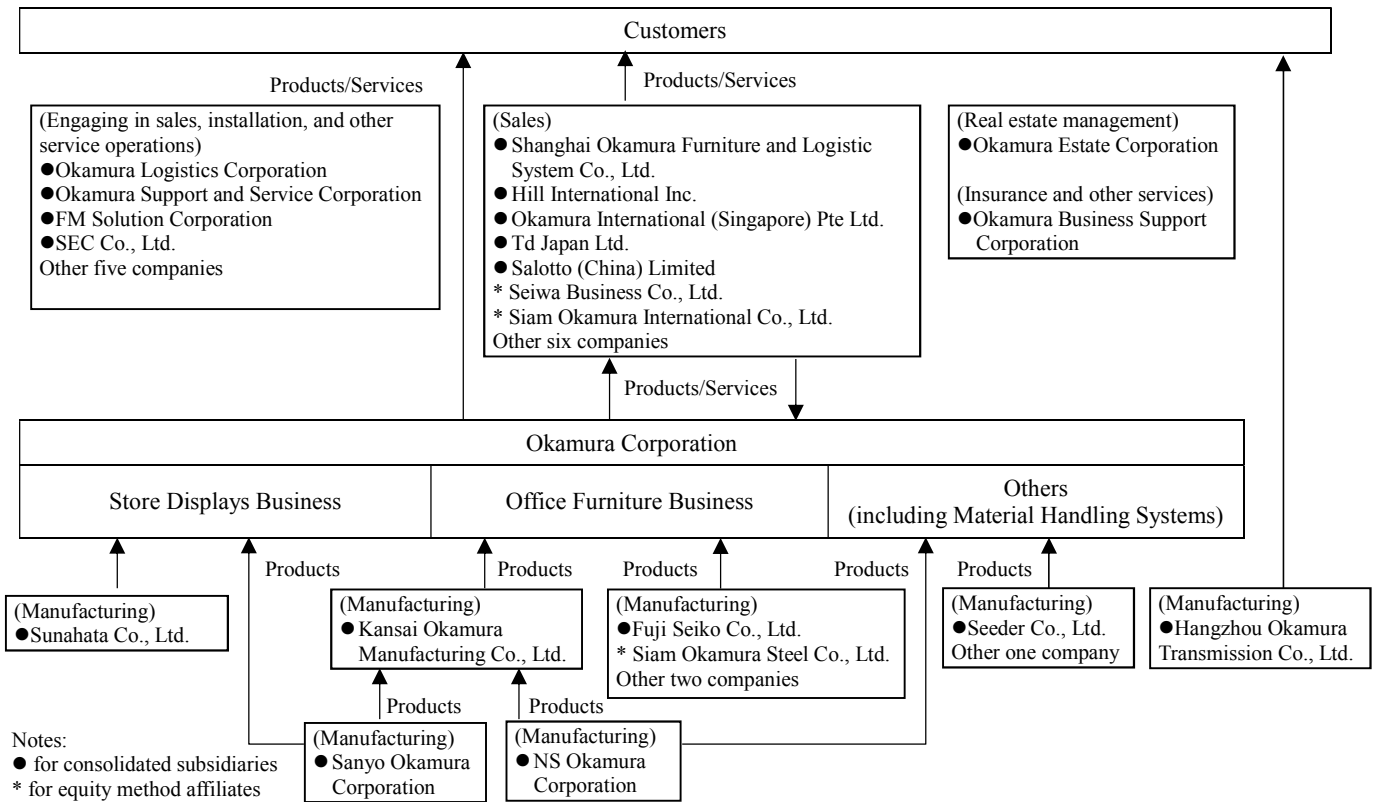 Customers
Products/Services
Products/Services
(Engaging in sales, installation, and other
service operations)
●Okamura Logistics Corporation
●Okamura Support and Service Corporation
●FM Solution Corporation
●SEC Co., Ltd.
Other five companies
(Sales)
●Shanghai Okamura Furniture and Logistic
System Co., Ltd.
●Hill International Inc.
●Okamura International (Singapore) Pte Ltd.
●Td Japan Ltd.
●Salotto (China) Limited
* Seiwa Business Co., Ltd.
* Siam Okamura International Co., Ltd.
Other six companies
(Real estate management)
●Okamura Estate Corporation
(Insurance and other services)
●Okamura Business Support
Corporation
Products/Services
Okamura Corporation
Store Displays Business
Office Furniture Business
Others
(including Material Handling Systems)
Products
Products
Products
Products
Products
(Manufacturing)
●Sunahata Co., Ltd.
(Manufacturing)
●Kansai Okamura
Manufacturing Co., Ltd.
(Manufacturing)
●Fuji Seiko Co., Ltd.
* Siam Okamura Steel Co., Ltd.
Other two companies
(Manufacturing)
●Seeder Co., Ltd.
Other one company
(Manufacturing)
●Hangzhou Okamura
Transmission Co., Ltd.
Products
Products
(Manufacturing)
●Sanyo Okamura
Corporation
(Manufacturing)
●NS Okamura
Corporation
Notes:
● for consolidated subsidiaries
* for equity method affiliates